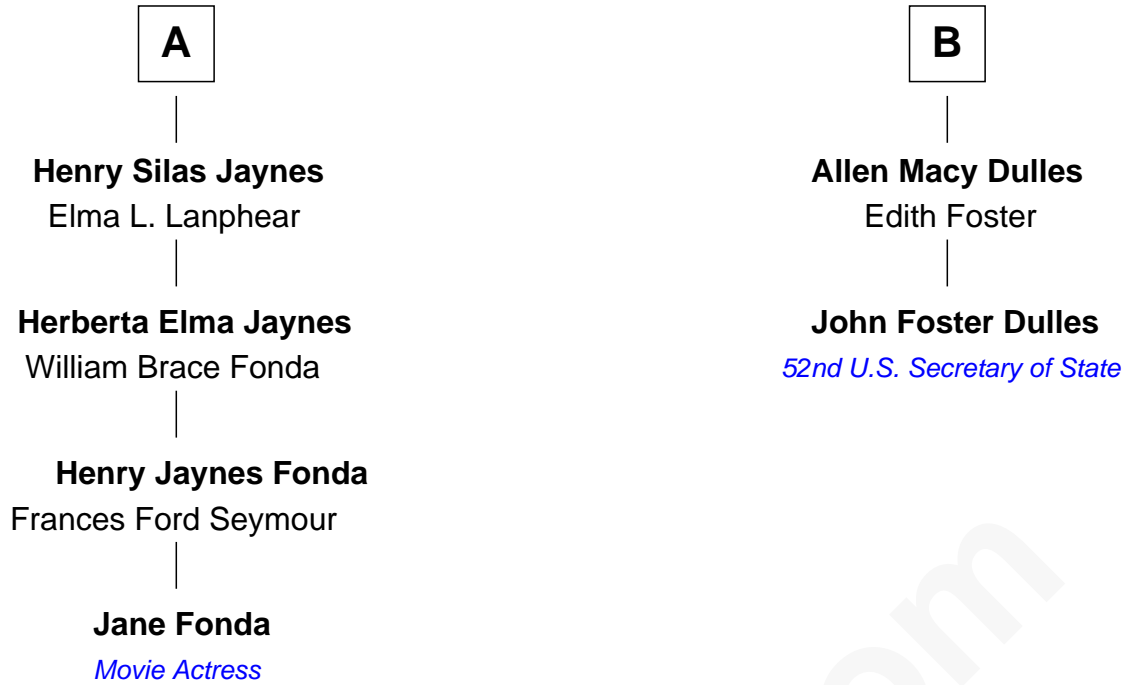 A
Henry Silas Jaynes
Elma L. Lanphear
Herberta Elma Jaynes
William Brace Fonda
Henry Jaynes Fonda
Frances Ford Seymour
Jane Fonda
Movie Actress
B
Allen Macy Dulles
Edith Foster
John Foster Dulles
52nd U.S. Secretary of State
om